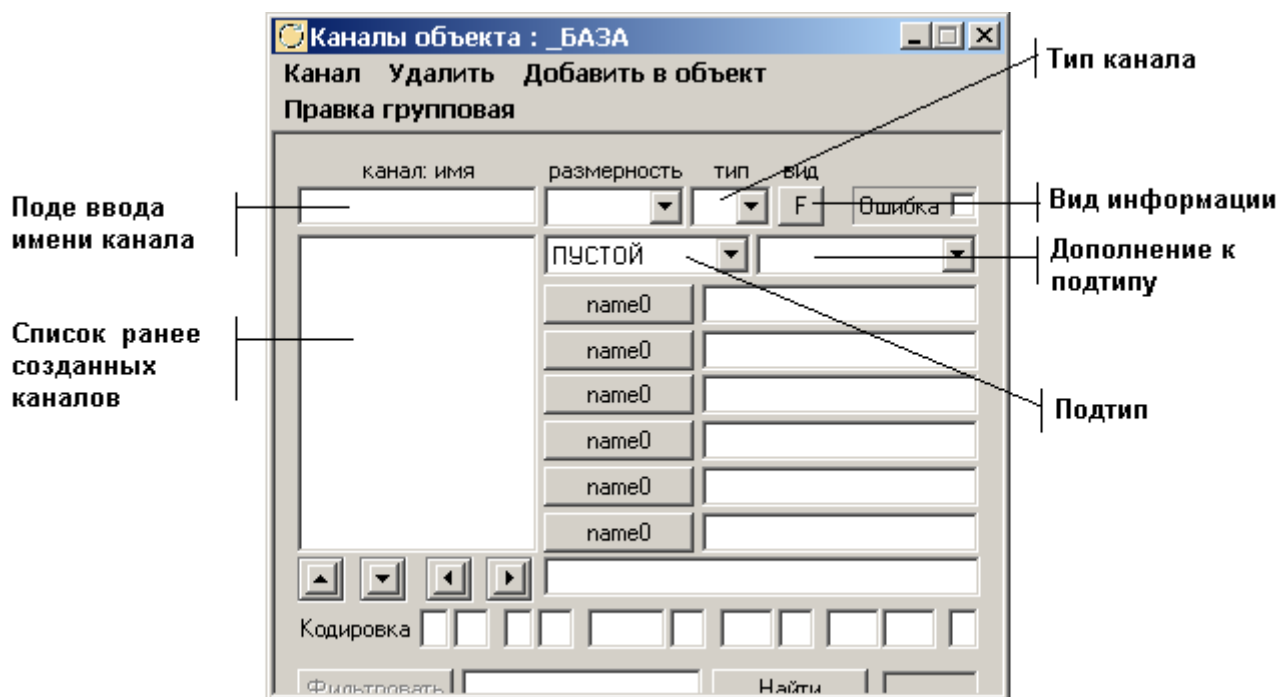 Каналы объекта : _БАЗА
Канал Удалить Добавить в объект
Правка групповая
Тип канала
канал: имя размерность тип вид
Поде ввода
имени канала
F Ошибка
Вид информации
ПУСТОЙ
Дополнение к
подтипу
name0
Список ранее
созданных
каналов
name0
name0
Подтип
name0
name0
name0
Кодировка
Фильтровать Найти